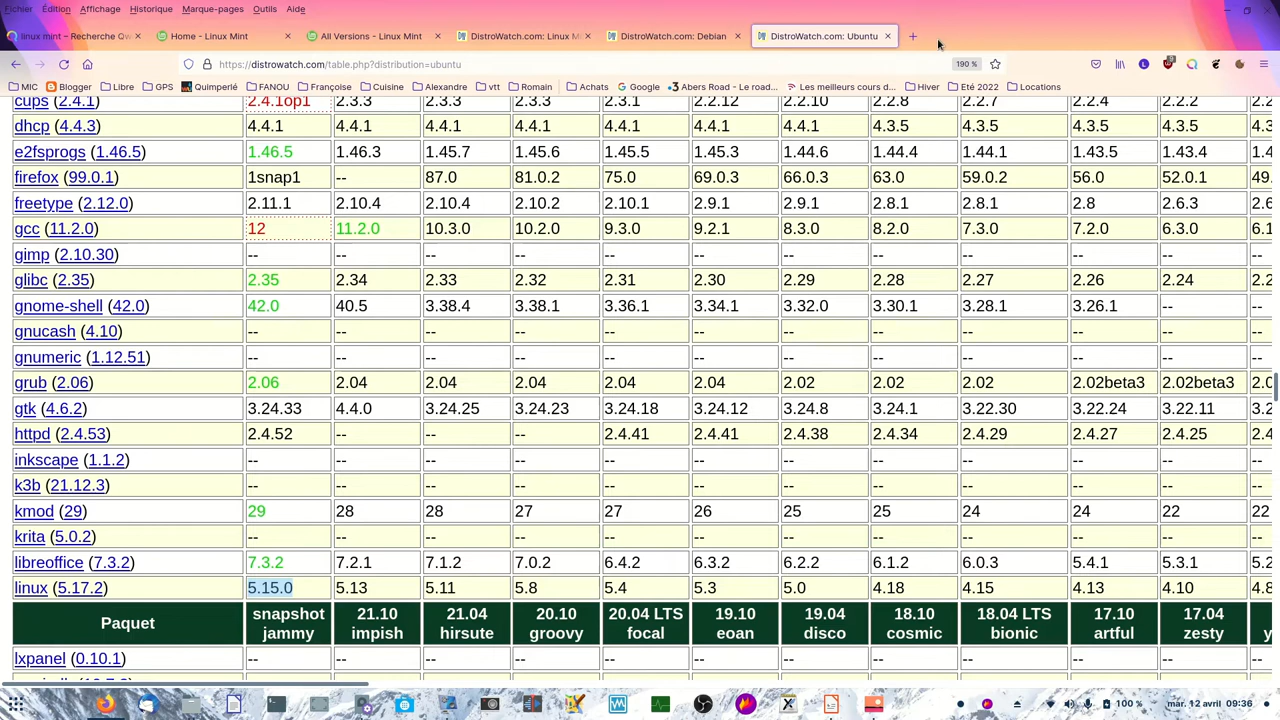 Fichier Édition Affichage Historique Marque-pages Outils Aide
linux mint – Recherche Qw
Home - Linux Mint
All Versions - Linux Mint
DistroWatch.com: Linux M
DistroWatch.com: Debian
DistroWatch.com: Ubuntu
https://distrowatch.com/table.php?distribution=ubuntu
190 %
MIC Blogger Libre GPS Quimperlé FANOU Françoise Cuisine Alexandre vtt Romain Achats Google Abers Road - Le road... Les meilleurs cours d... Hiver Eté 2022 Locations
cups (2.4.1) 2.4.1op1 2.3.3 2.3.3 2.3.3 2.3.1 2.2.12 2.2.10 2.2.8 2.2.7 2.2.4 2.2.2 2.2
dhcp (4.4.3) 4.4.1 4.4.1 4.4.1 4.4.1 4.4.1 4.4.1 4.3.5 4.3.5 4.3.5 4.3.5 4.3
e2fsprogs (1.46.5) 1.46.5 1.46.3 1.45.7 1.45.6 1.45.5 1.45.3 1.44.6 1.44.4 1.44.1 1.43.5 1.43.4 1.4
firefox (99.0.1) 1snap1 -- 87.0 81.0.2 75.0 69.0.3 66.0.3 63.0 59.0.2 56.0 52.0.1 49.
freetype (2.12.0) 2.11.1 2.10.4 2.10.4 2.10.2 2.10.1 2.9.1 2.9.1 2.8.1 2.8.1 2.8 2.6.3 2.6
gcc (11.2.0) 12 11.2.0 10.3.0 10.2.0 9.3.0 9.2.1 8.3.0 8.2.0 7.3.0 7.2.0 6.3.0 6.1
gimp (2.10.30) -- -- -- -- -- -- -- -- -- -- -- --
glibc (2.35) 2.35 2.34 2.33 2.32 2.31 2.30 2.29 2.28 2.27 2.26 2.24 2.2
gnome-shell (42.0) 42.0 40.5 3.38.4 3.38.1 3.36.1 3.34.1 3.32.0 3.30.1 3.28.1 3.26.1 -- --
gnucash (4.10) -- -- -- -- -- -- -- -- -- -- -- --
gnumeric (1.12.51) -- -- -- -- -- -- -- -- -- -- -- --
grub (2.06) 2.06 2.04 2.04 2.04 2.04 2.04 2.02 2.02 2.02 2.02beta3 2.02beta3 2.0
gtk (4.6.2) 3.24.33 4.4.0 3.24.25 3.24.23 3.24.18 3.24.12 3.24.8 3.24.1 3.22.30 3.22.24 3.22.11 3.2
httpd (2.4.53) 2.4.52 -- -- -- 2.4.41 2.4.41 2.4.38 2.4.34 2.4.29 2.4.27 2.4.25 2.4
inkscape (1.1.2) -- -- -- -- -- -- -- -- -- -- -- --
k3b (21.12.3) -- -- -- -- -- -- -- -- -- -- -- --
kmod (29) 29 28 28 27 27 26 25 25 24 24 22 22
krita (5.0.2) -- -- -- -- -- -- -- -- -- -- -- --
libreoffice (7.3.2) 7.3.2 7.2.1 7.1.2 7.0.2 6.4.2 6.3.2 6.2.2 6.1.2 6.0.3 5.4.1 5.3.1 5.2
linux (5.17.2) 5.15.0 5.13 5.11 5.8 5.4 5.3 5.0 4.18 4.15 4.13 4.10 4.8
Paquet snapshot 21.10 21.04 20.10 20.04 LTS 19.10 19.04 18.10 18.04 LTS 17.10 17.04
jammy impish hirsute groovy focal eoan disco cosmic bionic artful zesty y
lxpanel (0.10.1) -- -- -- -- -- -- -- -- -- -- -- --
100 % mar. 12 avril 09:36